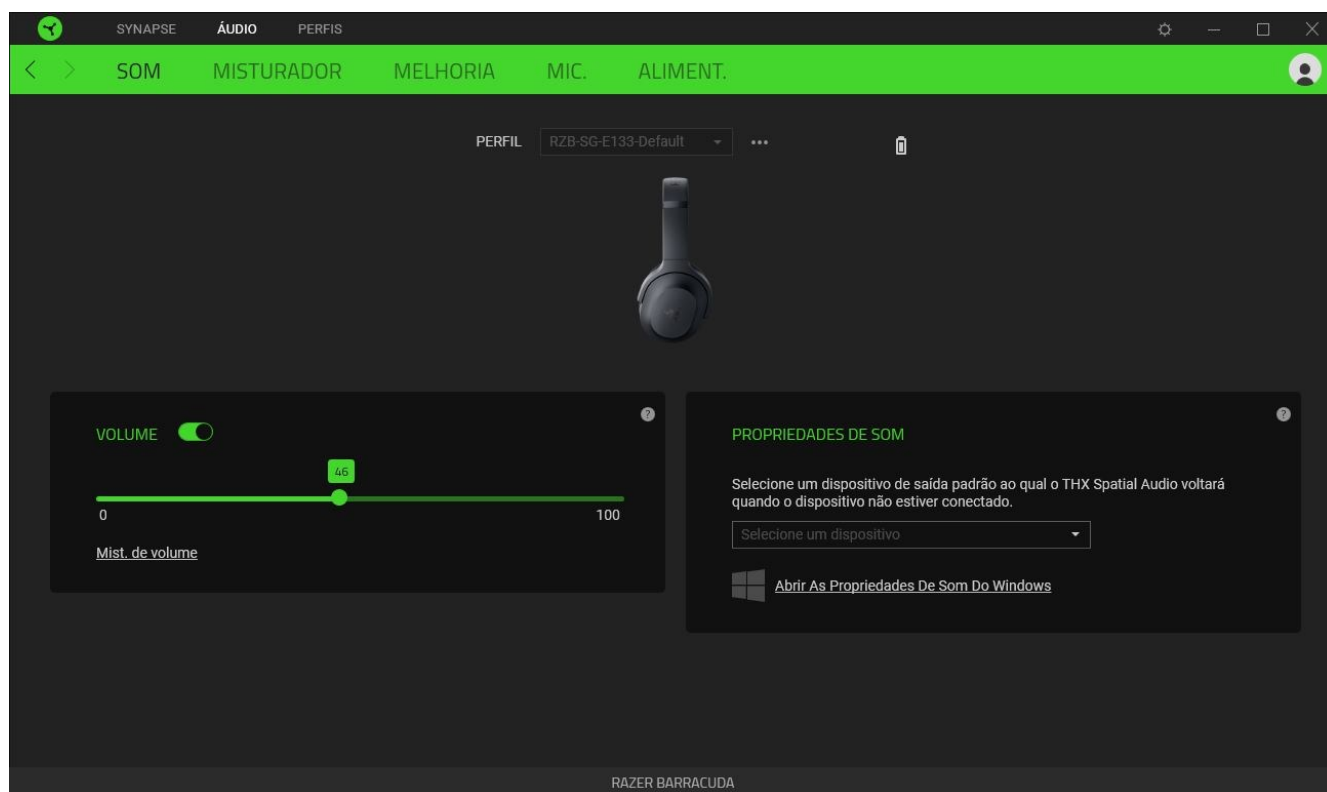 SYNAPSE ÁUDIO PERFIS
SOM MISTURADOR MELHORIA MIC. ALIMENT.
PERFIL RZB-SG-E133-Default
VOLUME
46
0 100
Mist. de volume
PROPRIEDADES DE SOM
Selecione um dispositivo de saída padrão ao qual o THX Spatial Audio voltará
quando o dispositivo não estiver conectado.
Selecione um dispositivo
Abrir As Propriedades De Som Do Windows
RAZER BARRACUDA